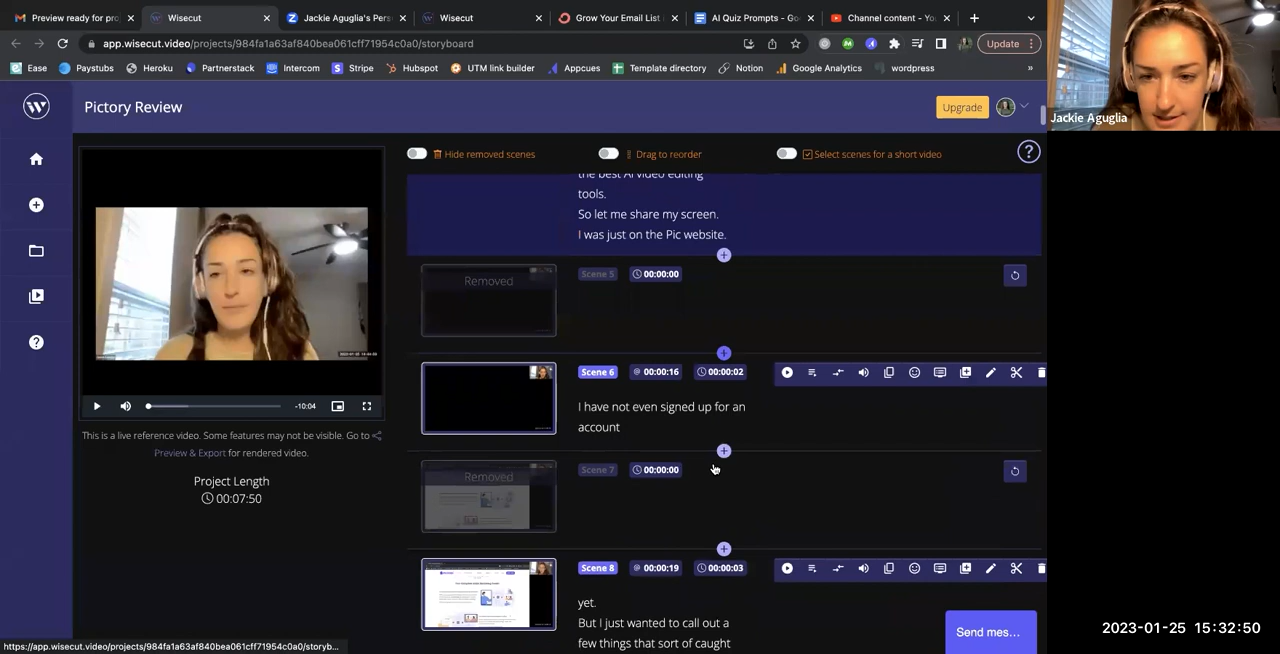 Preview ready for pro
Wisecut
Jackie Aguglia's Pers
Wisecut
Grow Your Email List
AI Quiz Prompts - Go
Channel content - Yo
app.wisecut.video/projects/984fa1a63af840bea061cff71954c0a0/storyboard
Update
Ease
Paystubs
Heroku
Partnerstack
Intercom
Stripe
Hubspot
UTM link builder
Appcues
Template directory
Notion
Google Analytics
wordpress
»
Pictory Review
Upgrade
Jackie Aguglia
Hide removed scenes
Drag to reorder
Select scenes for a short video
the best AI video editing
tools.
So let me share my screen.
I was just on the Pic website.
Removed
Scene 5
00:00:00
Scene 6
@ 00:00:16
00:00:02
I have not even signed up for an
account
-10:04
This is a live reference video. Some features may not be visible. Go to
Preview & Export for rendered video.
Project Length
00:07:50
Removed
Scene 7
00:00:00
Scene 8
@ 00:00:19
00:00:03
yet.
But I just wanted to call out a
few things that sort of caught
Send mes...
https://app.wisecut.video/projects/984fa1a63af840bea061cff71954c0a0/storyb...
2023-01-25 15:32:50